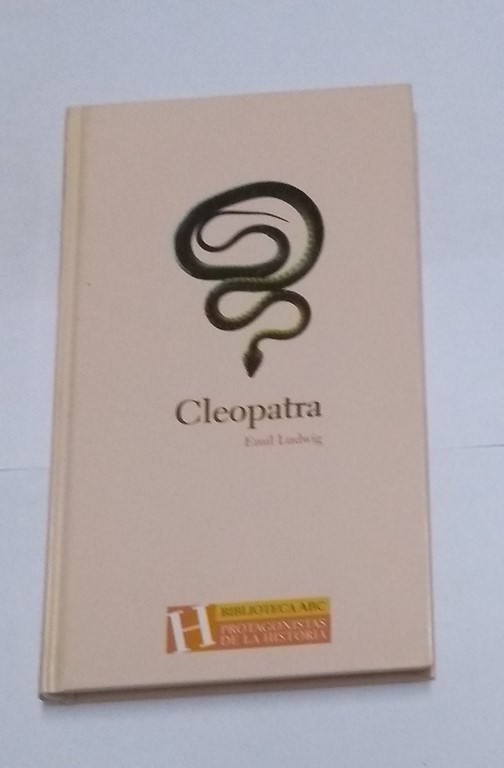 Cleopatra
Emil Ludwig
H
BIBLIOTECA ABC
PROTAGONISTAS
DE LA HISTORIA